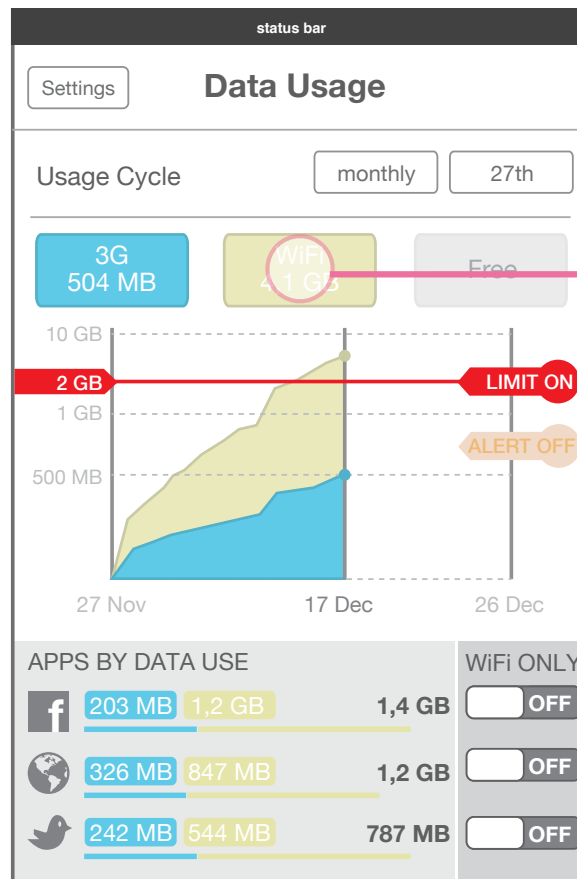 status bar
Settings
Data Usage
Usage Cycle
monthly
27th
3G
504 MB
WiFi
4.1 GB
Free
10 GB
2 GB
LIMIT ON
1 GB
ALERT OFF
500 MB
27 Nov
17 Dec
26 Dec
APPS BY DATA USE
WiFi ONLY
203 MB 1,2 GB 1,4 GB OFF
326 MB 847 MB 1,2 GB OFF
242 MB 544 MB 787 MB OFF